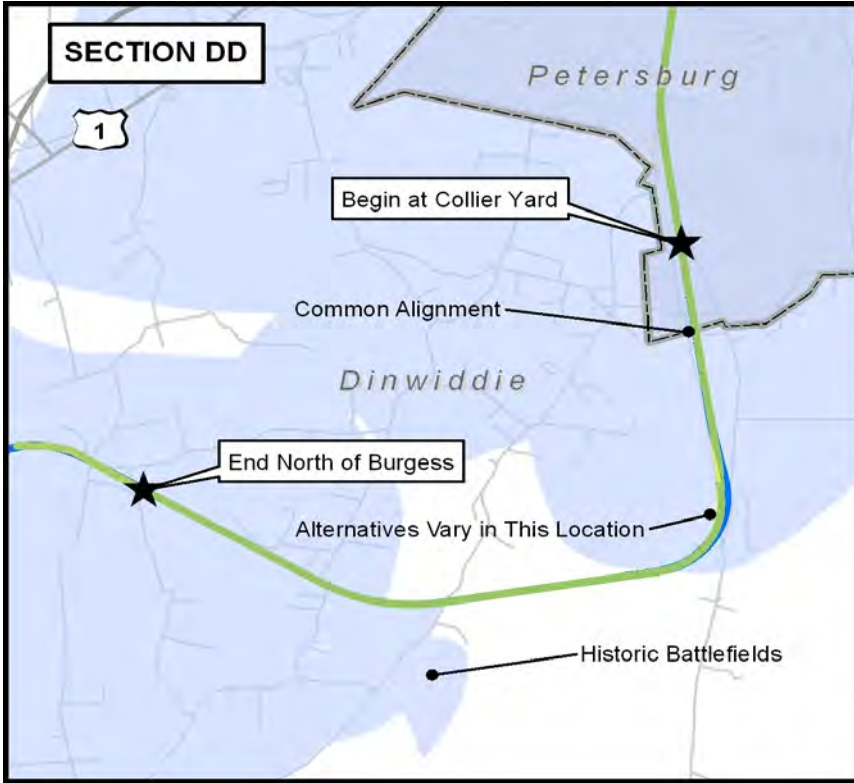 SECTION DD
Petersburg
1
Begin at Collier Yard
Common Alignment
Dinwiddie
End North of Burgess
Alternatives Vary in This Location
Historic Battlefields